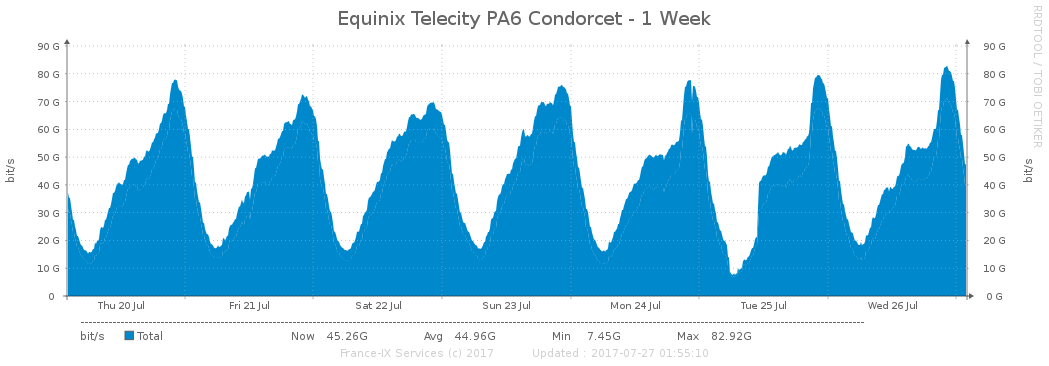 Equinix Telecity PA6 Condorcet - 1 Week
RRDTOOL / TOBI OETIKER
bit/s
90 G 90 G
80 G 80 G
70 G 70 G
60 G 60 G
50 G 50 G
40 G 40 G
30 G 30 G
20 G 20 G
10 G 10 G
0 0 G
bit/s
Thu 20 Jul Fri 21 Jul Sat 22 Jul Sun 23 Jul Mon 24 Jul Tue 25 Jul Wed 26 Jul
bit/s Total Now 45.26G Avg 44.96G Min 7.45G Max 82.92G
France-IX Services (c) 2017 Updated : 2017-07-27 01:55:10